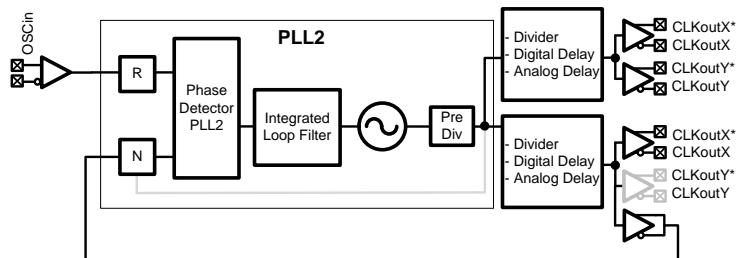 OSCin
PLL2
R
N
Phase
Detector
PLL2
Integrated
Loop Filter
Pre
Div
- Divider
- Digital Delay
- Analog Delay
CLKoutX*
CLKoutX
CLKoutY*
CLKoutY
- Divider
- Digital Delay
- Analog Delay
CLKoutX*
CLKoutX
CLKoutY*
CLKoutY